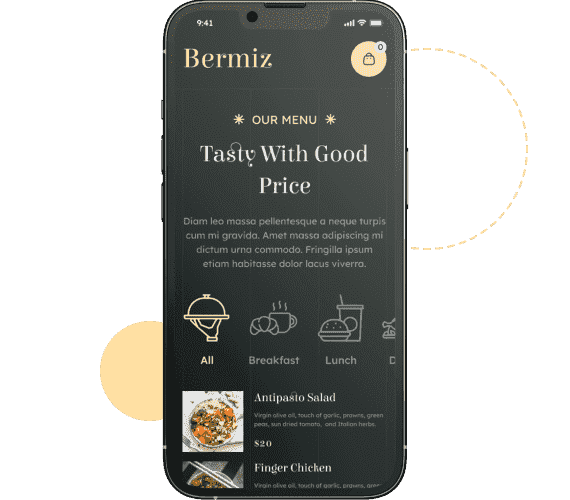 9:41
Bermiz
0
OUR MENU
Tasty With Good
Price
Diam leo massa pellentesque a neque turpis
cum mi gravida. Amet massa adipiscing mi
dictum urna commodo. Fringilla ipsum
etiam habitasse dolor lacus viverra.
All Breakfast Lunch D
Antipasto Salad
Virgin olive oil, touch of garlic, prawns, green
peas, sun dried tomato, and Italian herbs.
$20
Finger Chicken
Virgin olive oil, touch of garlic, prawns, green